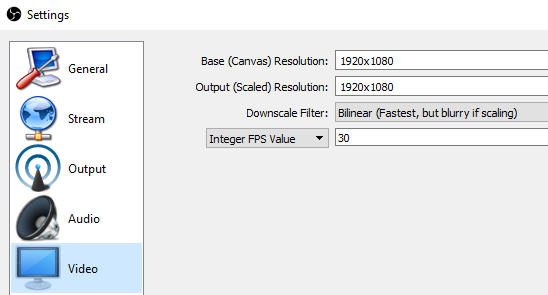 Settings
General
Stream
Output
Audio
Video
Base (Canvas) Resolution: 1920x1080
Output (Scaled) Resolution: 1920x1080
Downscale Filter: Bilinear (Fastest, but blurry if scaling)
Integer FPS Value 30